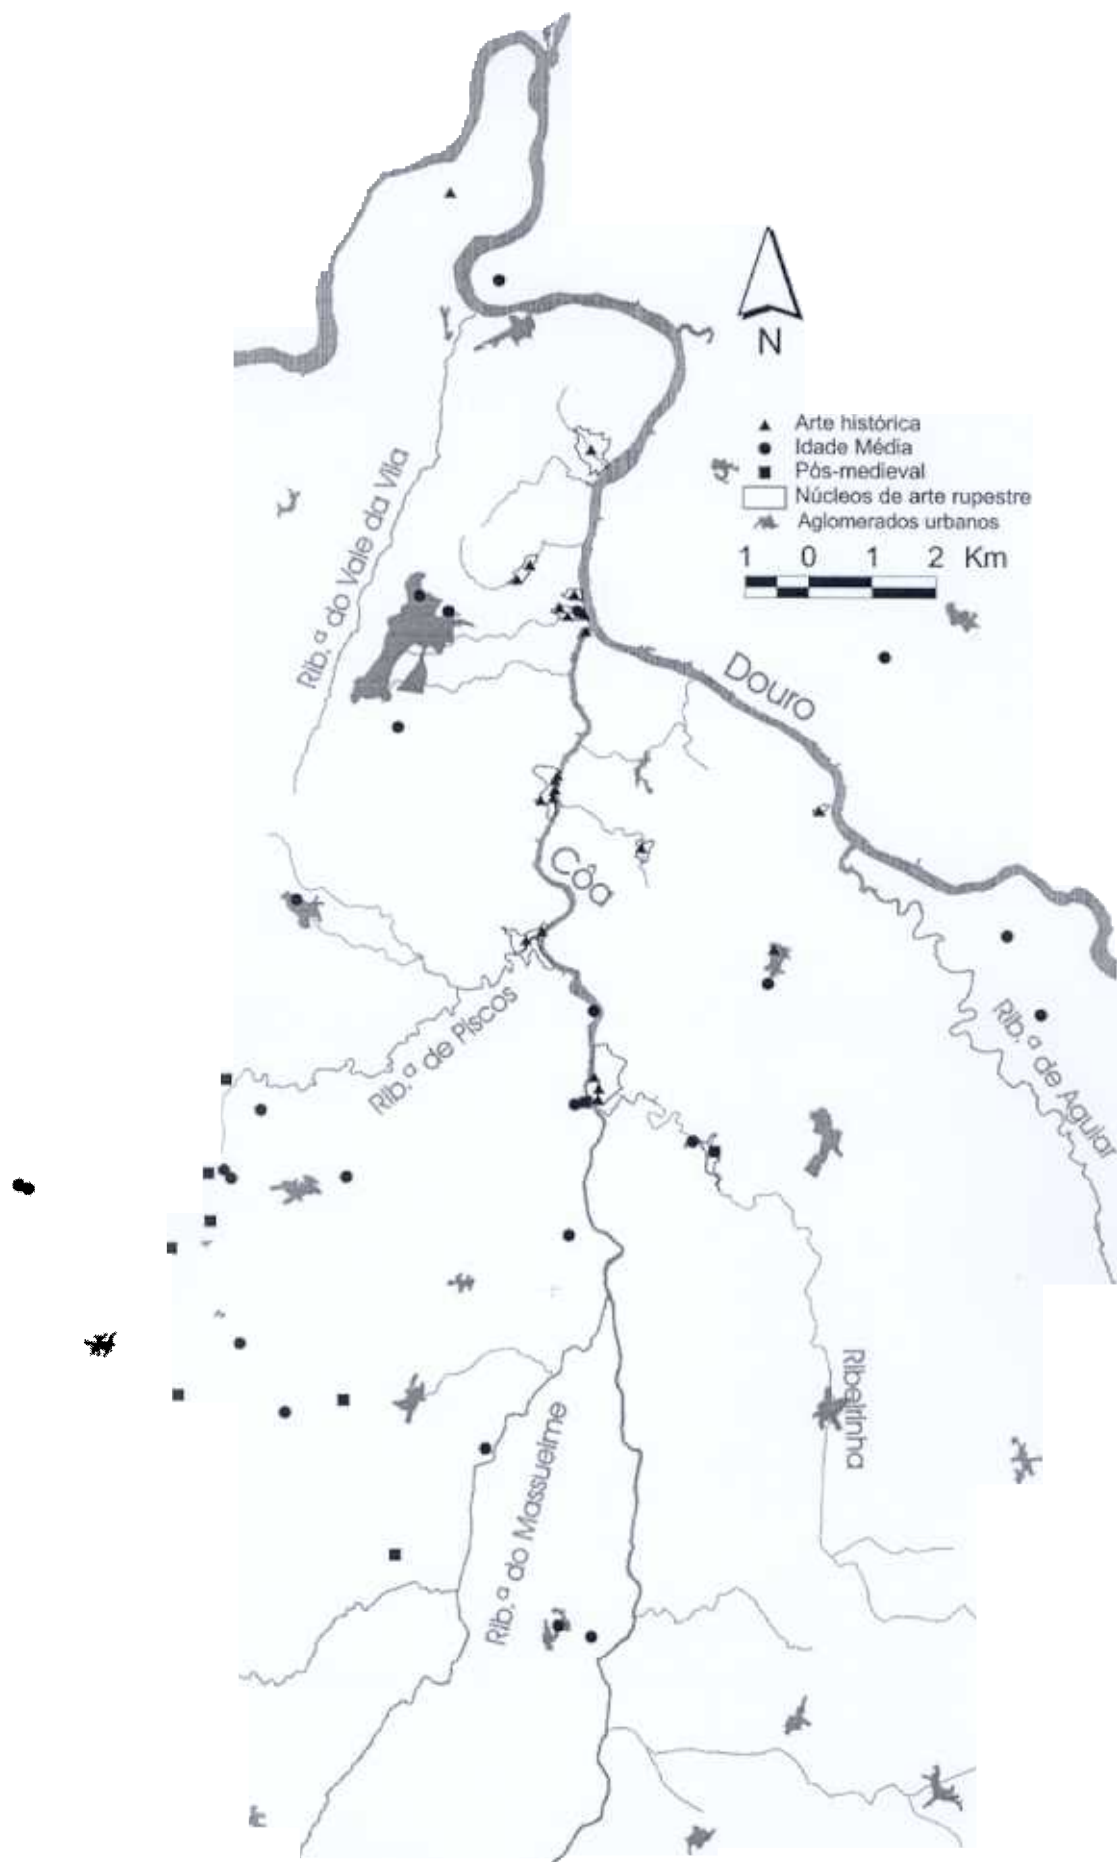 N
Arte histórica
Idade Média
Pós-medieval
Núcleos de arte rupestre
Aglomerados urbanos
1 0 1 2 Km
Rib.ª do Vale da Vila
Douro
Côa
Rib.ª de Piscos
Rib.ª de Aguiar
Ribeirinha
Rib.ª do Massueime